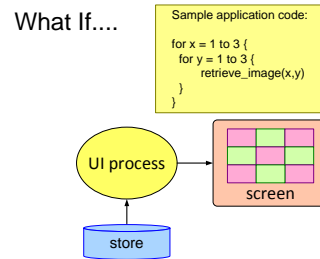 What If....
Sample application code:
for x = 1 to 3 {
for y = 1 to 3 {
retrieve_image(x,y)
}
}
UI process
screen
store